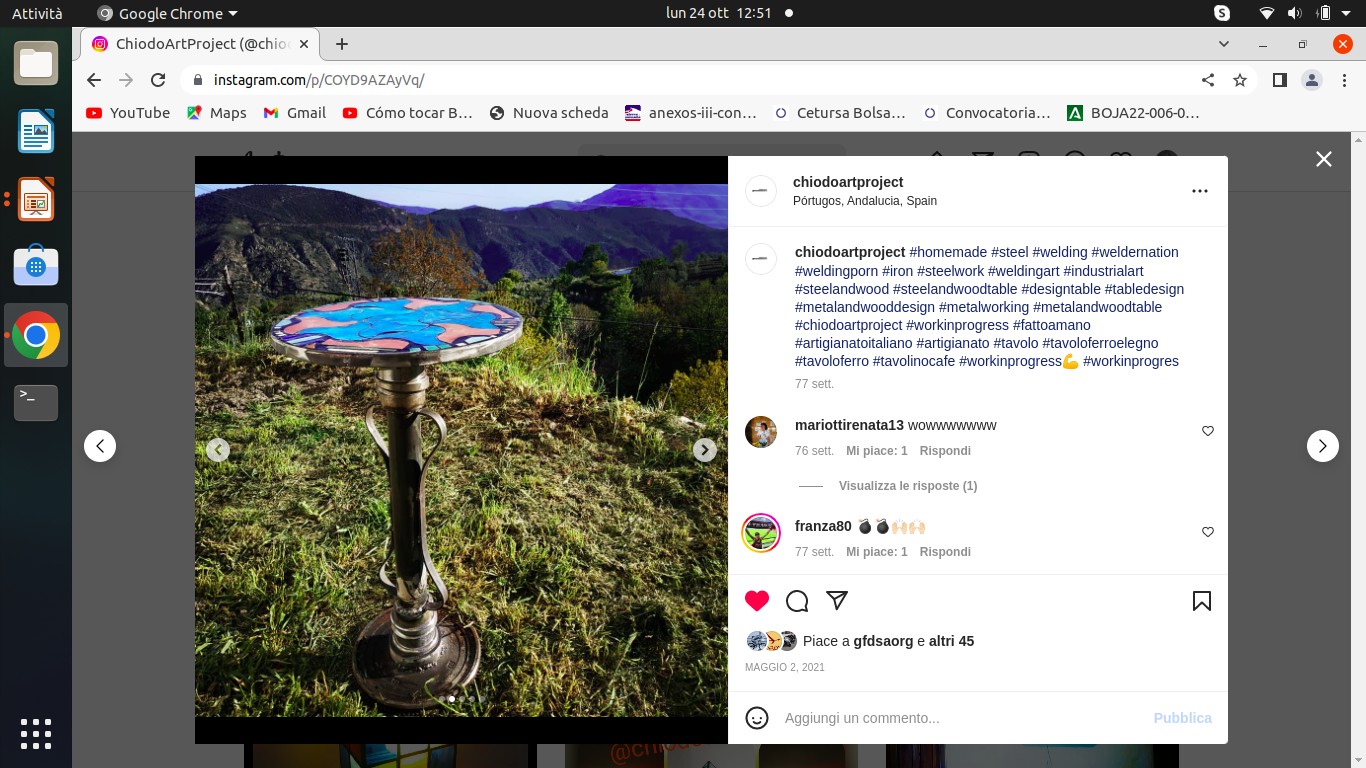 Attività
Google Chrome
lun 24 ott 12:51
ChiodoArtProject (@chio
instagram.com/p/COYD9AZAyVq/
YouTube
Maps
Gmail
Cómo tocar B…
Nuova scheda
anexos-iii-con…
Cetursa Bolsa…
Convocatoria…
BOJA22-006-0…
chiodoartproject
Pórtugos, Andalucia, Spain
chiodoartproject #homemade #steel #welding #weldernation
#weldingporn #iron #steelwork #weldingart #industrialart
#steelandwood #steelandwoodtable #designtable #tabledesign
#metalandwooddesign #metalworking #metalandwoodtable
#chiodoartproject #workinprogress #fattoamano
#artigianatoitaliano #artigianato #tavolo #tavoloferroelegno
#tavoloferro #tavolinocafe #workinprogress💪 #workinprogres
77 sett.
mariottirenata13 wowwwwwww
76 sett. Mi piace: 1 Rispondi
Visualizza le risposte (1)
franza80 💣💣🙌🏻🙌🏻
77 sett. Mi piace: 1 Rispondi
Piace a gfdsaorg e altri 45
MAGGIO 2, 2021
Aggiungi un commento...
Pubblica